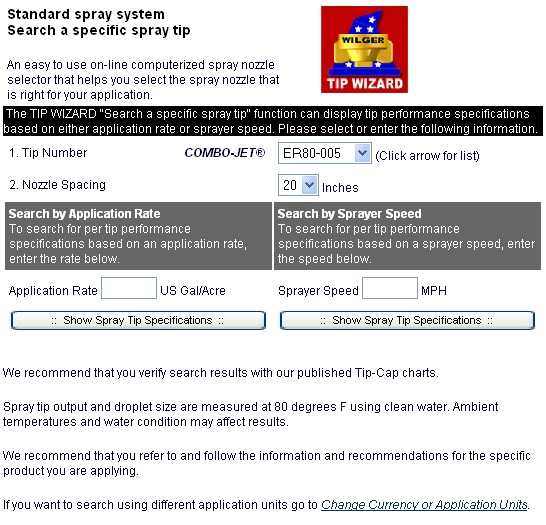 Standard spray system
Search a specific spray tip
WILGER
TIP WIZARD
An easy to use on-line computerized spray nozzle
selector that helps you select the spray nozzle that
is right for your application.
The TIP WIZARD "Search a specific spray tip" function can display tip performance specifications
based on either application rate or sprayer speed. Please select or enter the following information.
1. Tip Number COMBO-JET® ER80-005 (Click arrow for list)
2. Nozzle Spacing 20 Inches
Search by Application Rate
To search for per tip performance
specifications based on an application rate,
enter the rate below.
Search by Sprayer Speed
To search for per tip performance
specifications based on a sprayer speed, enter
the speed below.
Application Rate US Gal/Acre
Sprayer Speed MPH
:: Show Spray Tip Specifications ::
:: Show Spray Tip Specifications ::
We recommend that you verify search results with our published Tip-Cap charts.
Spray tip output and droplet size are measured at 80 degrees F using clean water. Ambient
temperatures and water condition may affect results.
We recommend that you refer to and follow the information and recommendations for the specific
product you are applying.
If you want to search using different application units go to Change Currency or Application Units.